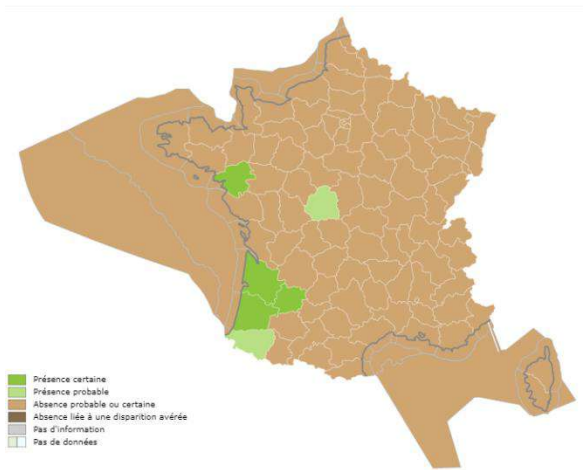 Présence certaine
Présence probable
Absence probable ou certaine
Absence liée à une disparition avérée
Pas d'information
Pas de données